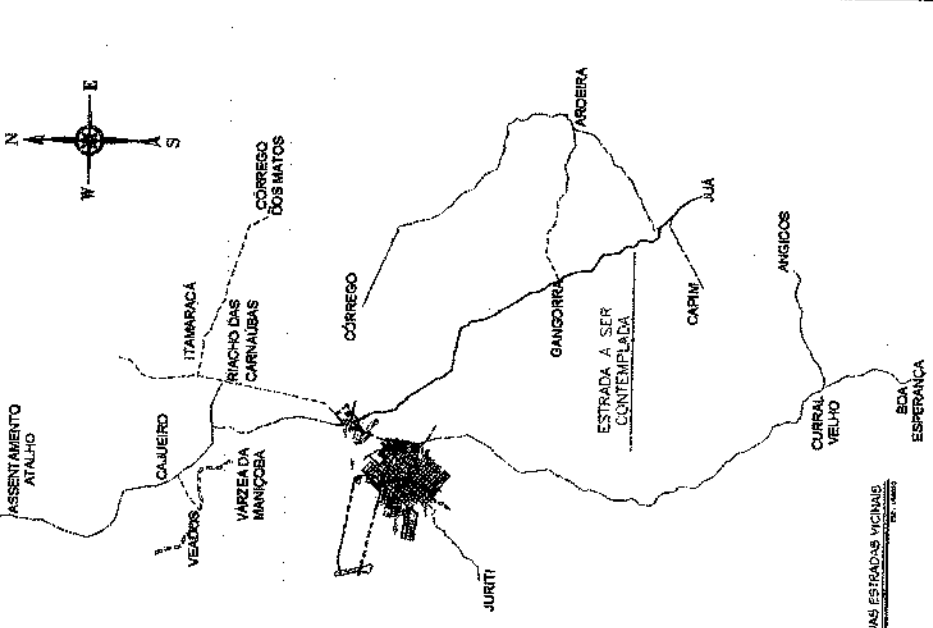 N
W
E
S
ASSENTAMENTO
ATALHO
CAJUEIRO
VEADOS
VÁRZEA DA
MANIÇOBA
ITAMARACÁ
RIACHO DAS
CARNAÚBAS
CÓRREGO
DOS MATOS
CÓRREGO
AROEIRA
GANGORRA
JUÁ
CAPIM
ESTRADA A SER
CONTEMPLADA
ANGICOS
CURRAL
VELHO
BOA
ESPERANÇA
JURITI
DAS ESTRADAS VICINAIS